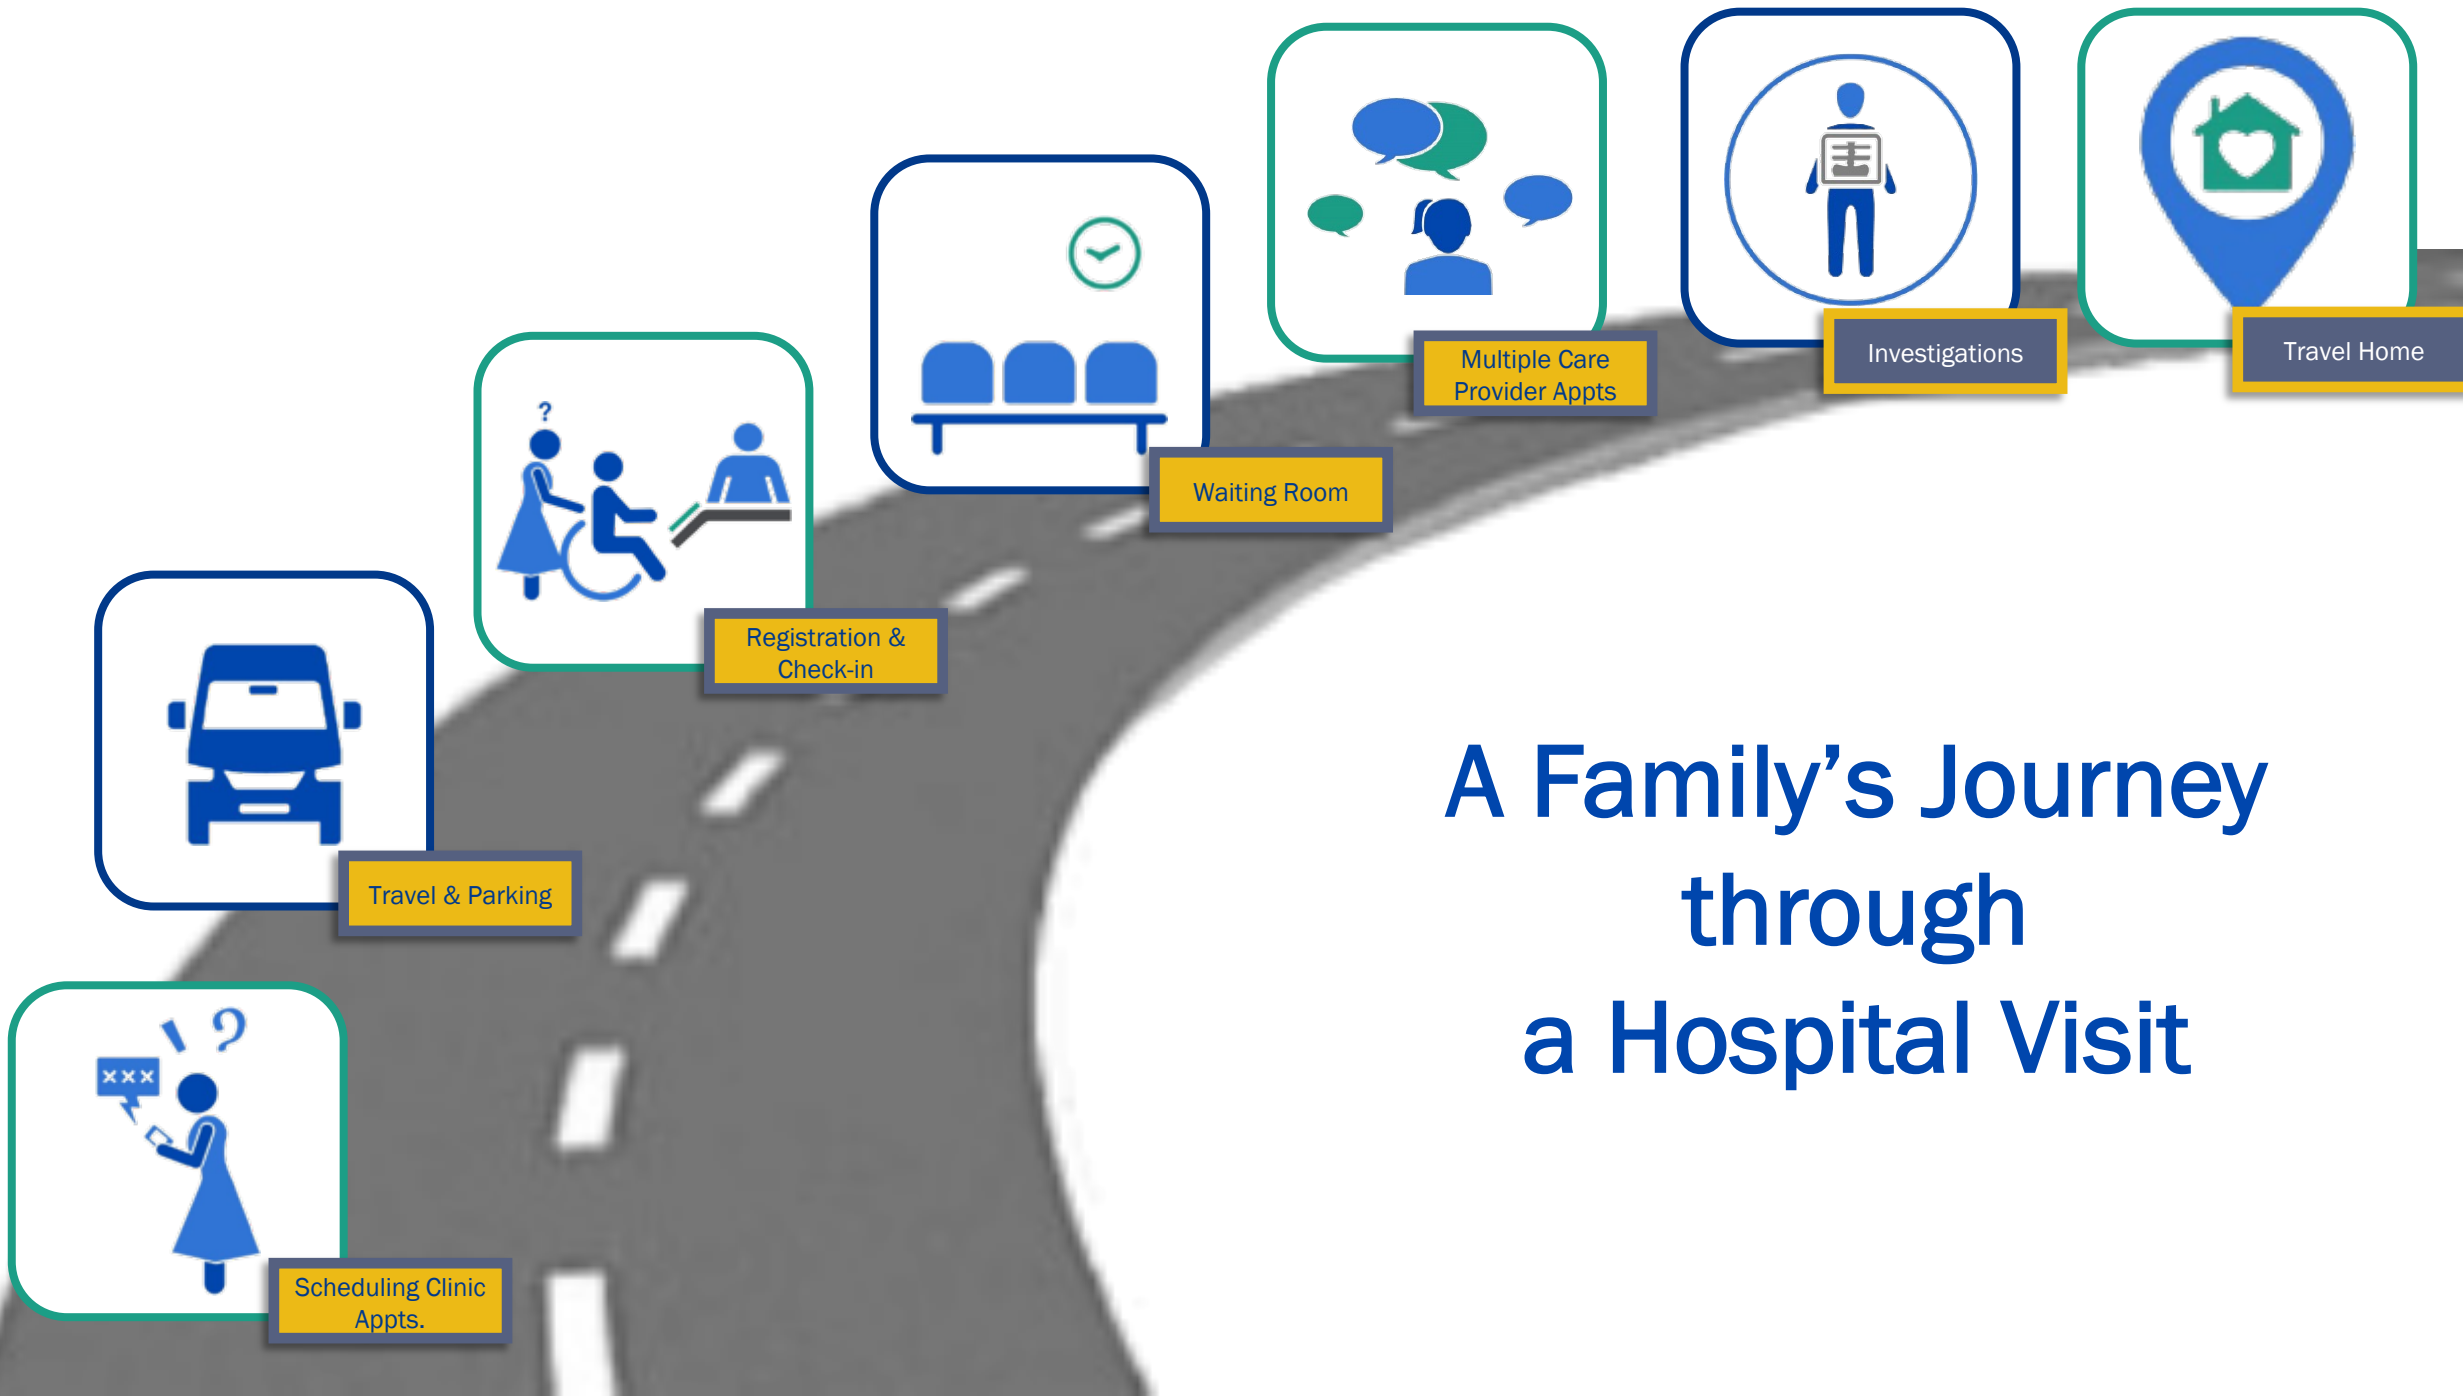 Multiple Care
Provider Appts
Investigations
Travel Home
Waiting Room
?
Registration &
Check-in
Travel & Parking
A Family’s Journey
through
a Hospital Visit
! ?
xxx
Scheduling Clinic
Appts.